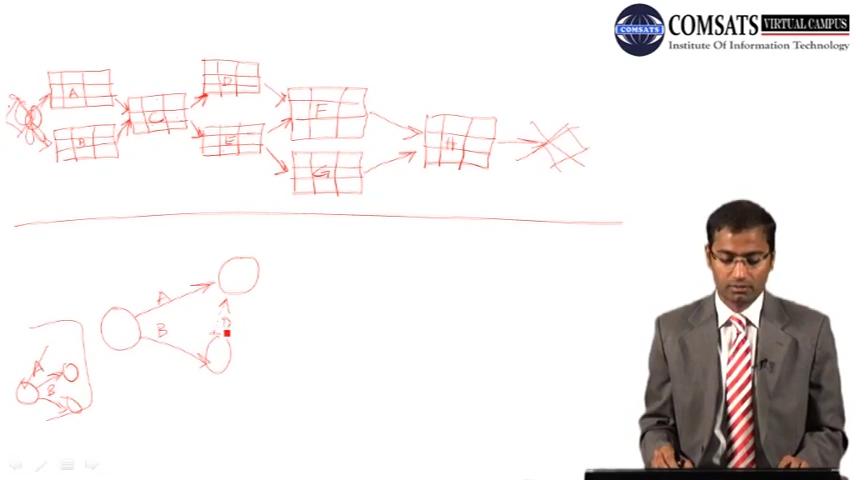 COMSATS VIRTUAL CAMPUS
Institute Of Information Technology
COMSATS
A
D
F
C
B
E
H
G
A
B
D
A
B